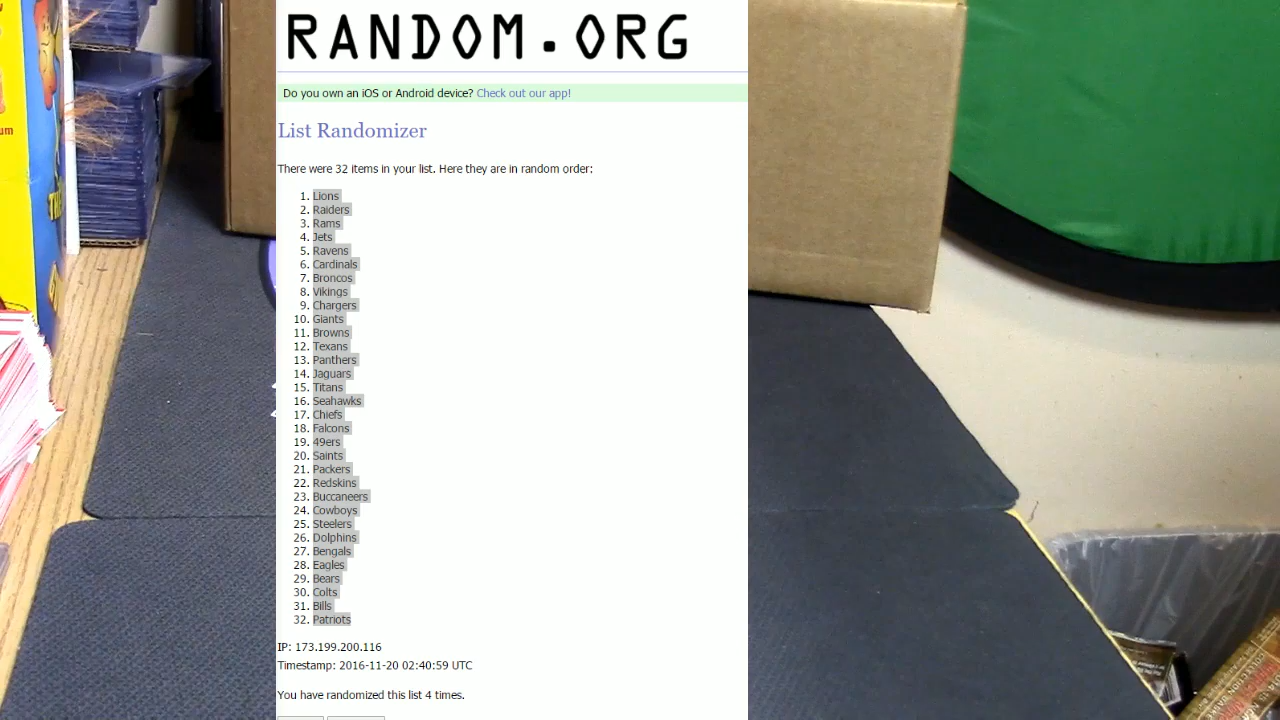 RANDOM.ORG
Do you own an iOS or Android device? Check out our app!
List Randomizer
There were 32 items in your list. Here they are in random order:
1. Lions
2. Raiders
3. Rams
4. Jets
5. Ravens
6. Cardinals
7. Broncos
8. Vikings
9. Chargers
10. Giants
11. Browns
12. Texans
13. Panthers
14. Jaguars
15. Titans
16. Seahawks
17. Chiefs
18. Falcons
19. 49ers
20. Saints
21. Packers
22. Redskins
23. Buccaneers
24. Cowboys
25. Steelers
26. Dolphins
27. Bengals
28. Eagles
29. Bears
30. Colts
31. Bills
32. Patriots
IP: 173.199.200.116
Timestamp: 2016-11-20 02:40:59 UTC
You have randomized this list 4 times.